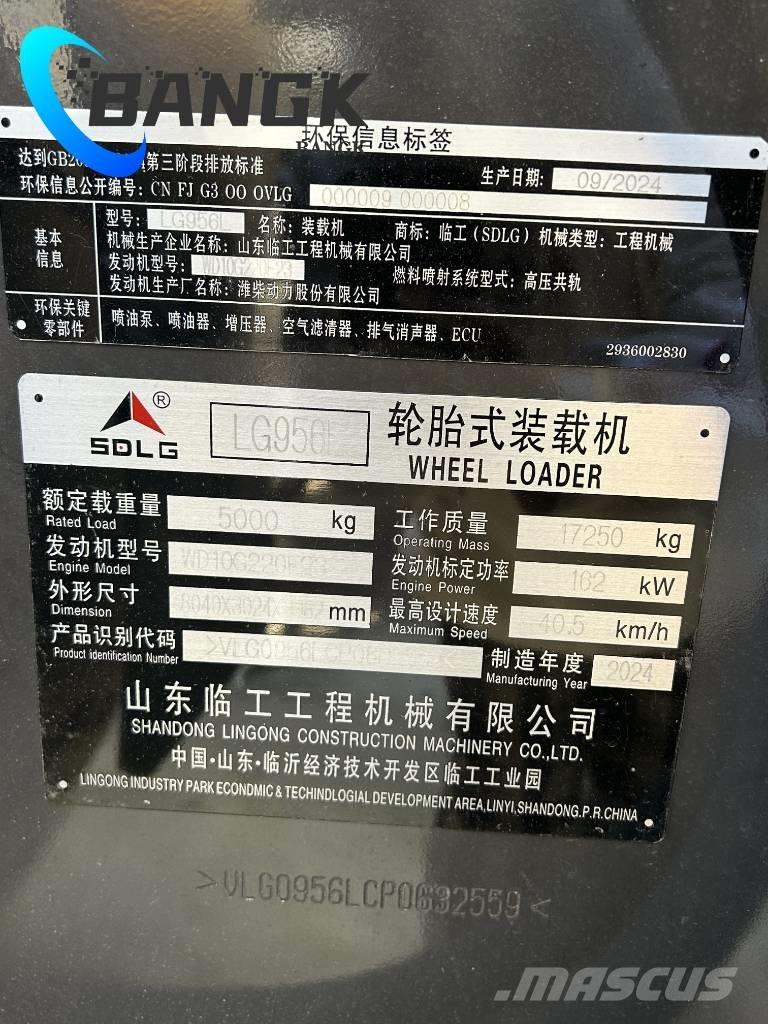 BANGK
环保信息标签
达到GB20 第三阶段排放标准 生产日期: 09/2024
环保信息公开编号: CN FJ G3 OO OVLG 000009 000008
基本信息
型号: LG956L 名称: 装载机 商标: 临工 (SDLG) 机械类型: 工程机械
机械生产企业名称: 山东临工工程机械有限公司
发动机型号: WD10G220E23 燃料喷射系统型式: 高压共轨
发动机生产厂名称: 潍柴动力股份有限公司
环保关键零部件 喷油泵、喷油器、增压器、空气滤清器、排气消声器、ECU
2936002830
SDLG ® LG956L 轮胎式装载机
WHEEL LOADER
额定载重量 Rated Load 5000 kg 工作质量 Operating Mass 17250 kg
发动机型号 Engine Model WD10G220E23 发动机标定功率 Engine Power 162 kW
外形尺寸 Dimension 8040X3024X mm 最高设计速度 Maximum Speed 40.5 km/h
产品识别代码 Product identification Number >VLG0956LCP06 制造年度 Manufacturing Year 2024
山东临工工程机械有限公司
SHANDONG LINGONG CONSTRUCTION MACHINERY CO.,LTD.
中国·山东·临沂经济技术开发区临工工业园
LINGONG INDUSTRY PARK ECONDMIC & TECHINDLOGIAL DEVELOPMENT AREA,LINYI,SHANDONG.P.R.CHINA
>VLG0956LCP0632559<
MASCUS